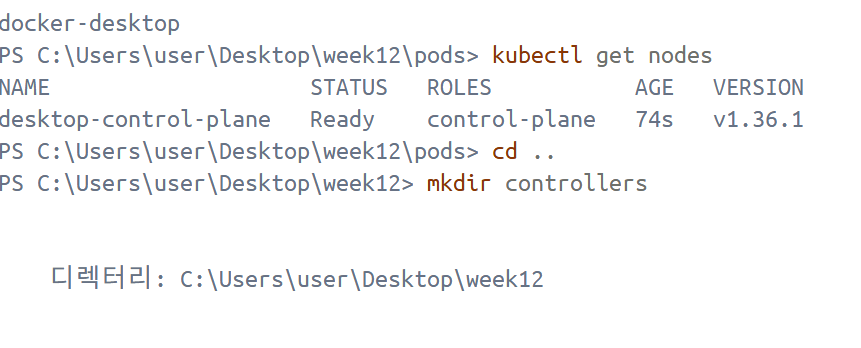 docker-desktop
PS C:\Users\user\Desktop\week12\pods> kubectl get nodes
NAME                    STATUS   ROLES           AGE   VERSION
desktop-control-plane   Ready    control-plane   74s   v1.36.1
PS C:\Users\user\Desktop\week12\pods> cd ..
PS C:\Users\user\Desktop\week12> mkdir controllers
디렉터리: C:\Users\user\Desktop\week12